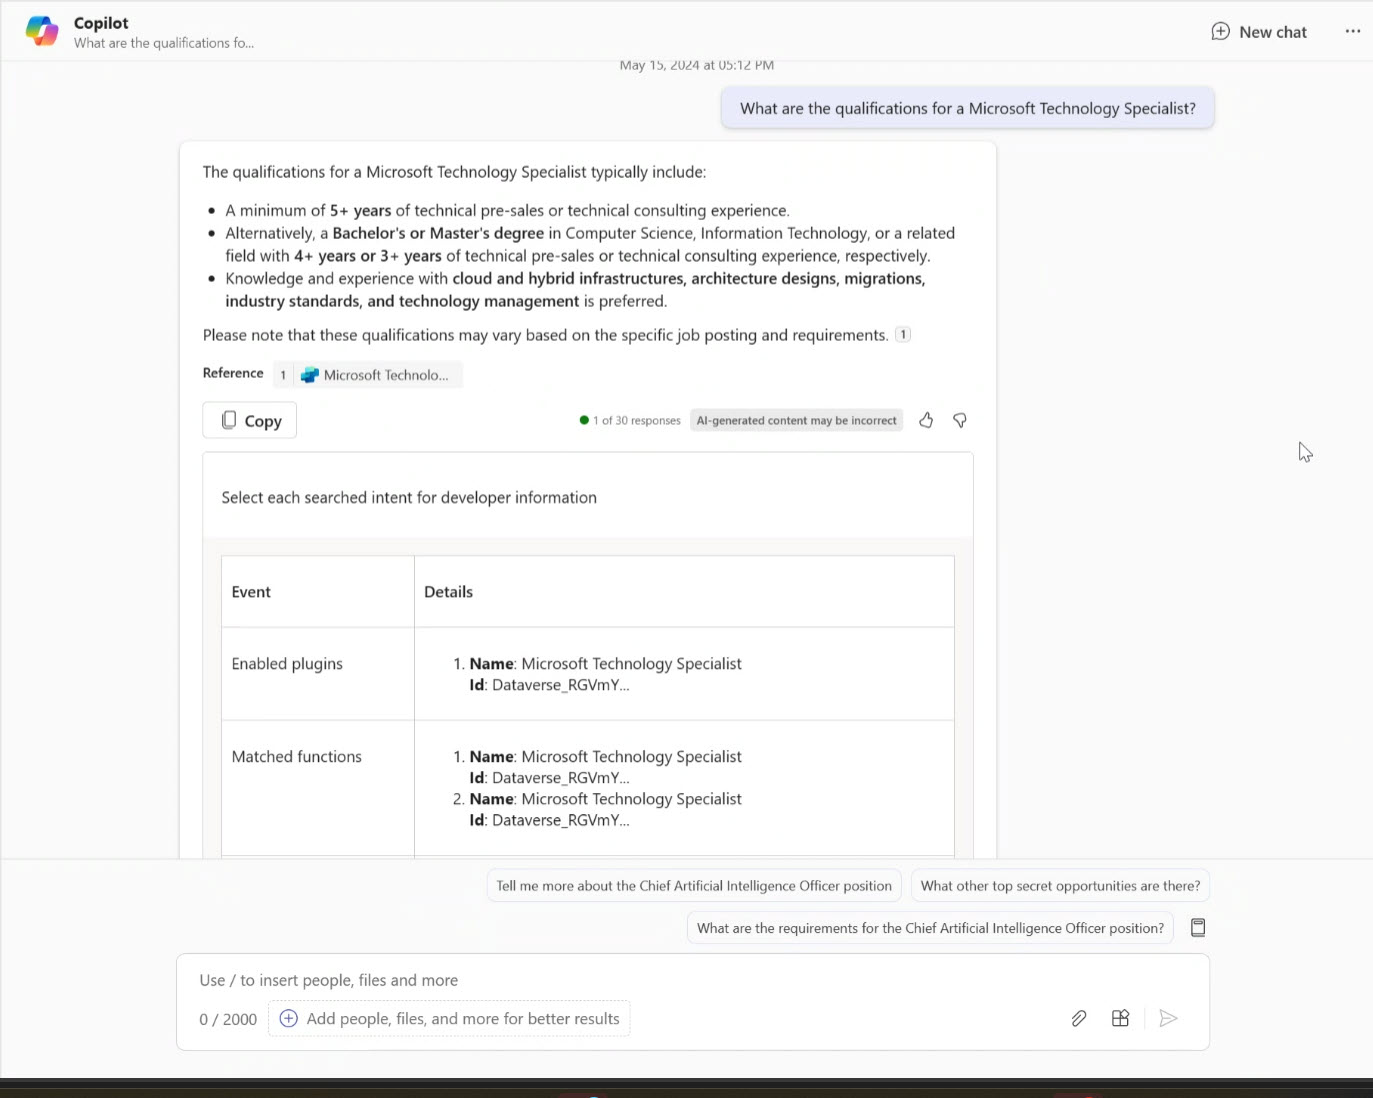 Copilot
What are the qualifications fo...
New chat
May 15, 2024 at 05:12 PM
What are the qualifications for a Microsoft Technology Specialist?
The qualifications for a Microsoft Technology Specialist typically include:
• A minimum of 5+ years of technical pre-sales or technical consulting experience.
• Alternatively, a Bachelor's or Master's degree in Computer Science, Information Technology, or a related
field with 4+ years or 3+ years of technical pre-sales or technical consulting experience, respectively.
• Knowledge and experience with cloud and hybrid infrastructures, architecture designs, migrations,
industry standards, and technology management is preferred.
Please note that these qualifications may vary based on the specific job posting and requirements. 1
Reference 1 Microsoft Technolo...
Copy
1 of 30 responses
AI-generated content may be incorrect
Select each searched intent for developer information
Event Details
Enabled plugins
1. Name: Microsoft Technology Specialist
Id: Dataverse_RGVmY...
Matched functions
1. Name: Microsoft Technology Specialist
Id: Dataverse_RGVmY...
2. Name: Microsoft Technology Specialist
Id: Dataverse_RGVmY...
Tell me more about the Chief Artificial Intelligence Officer position
What other top secret opportunities are there?
What are the requirements for the Chief Artificial Intelligence Officer position?
Use / to insert people, files and more
0 / 2000
Add people, files, and more for better results